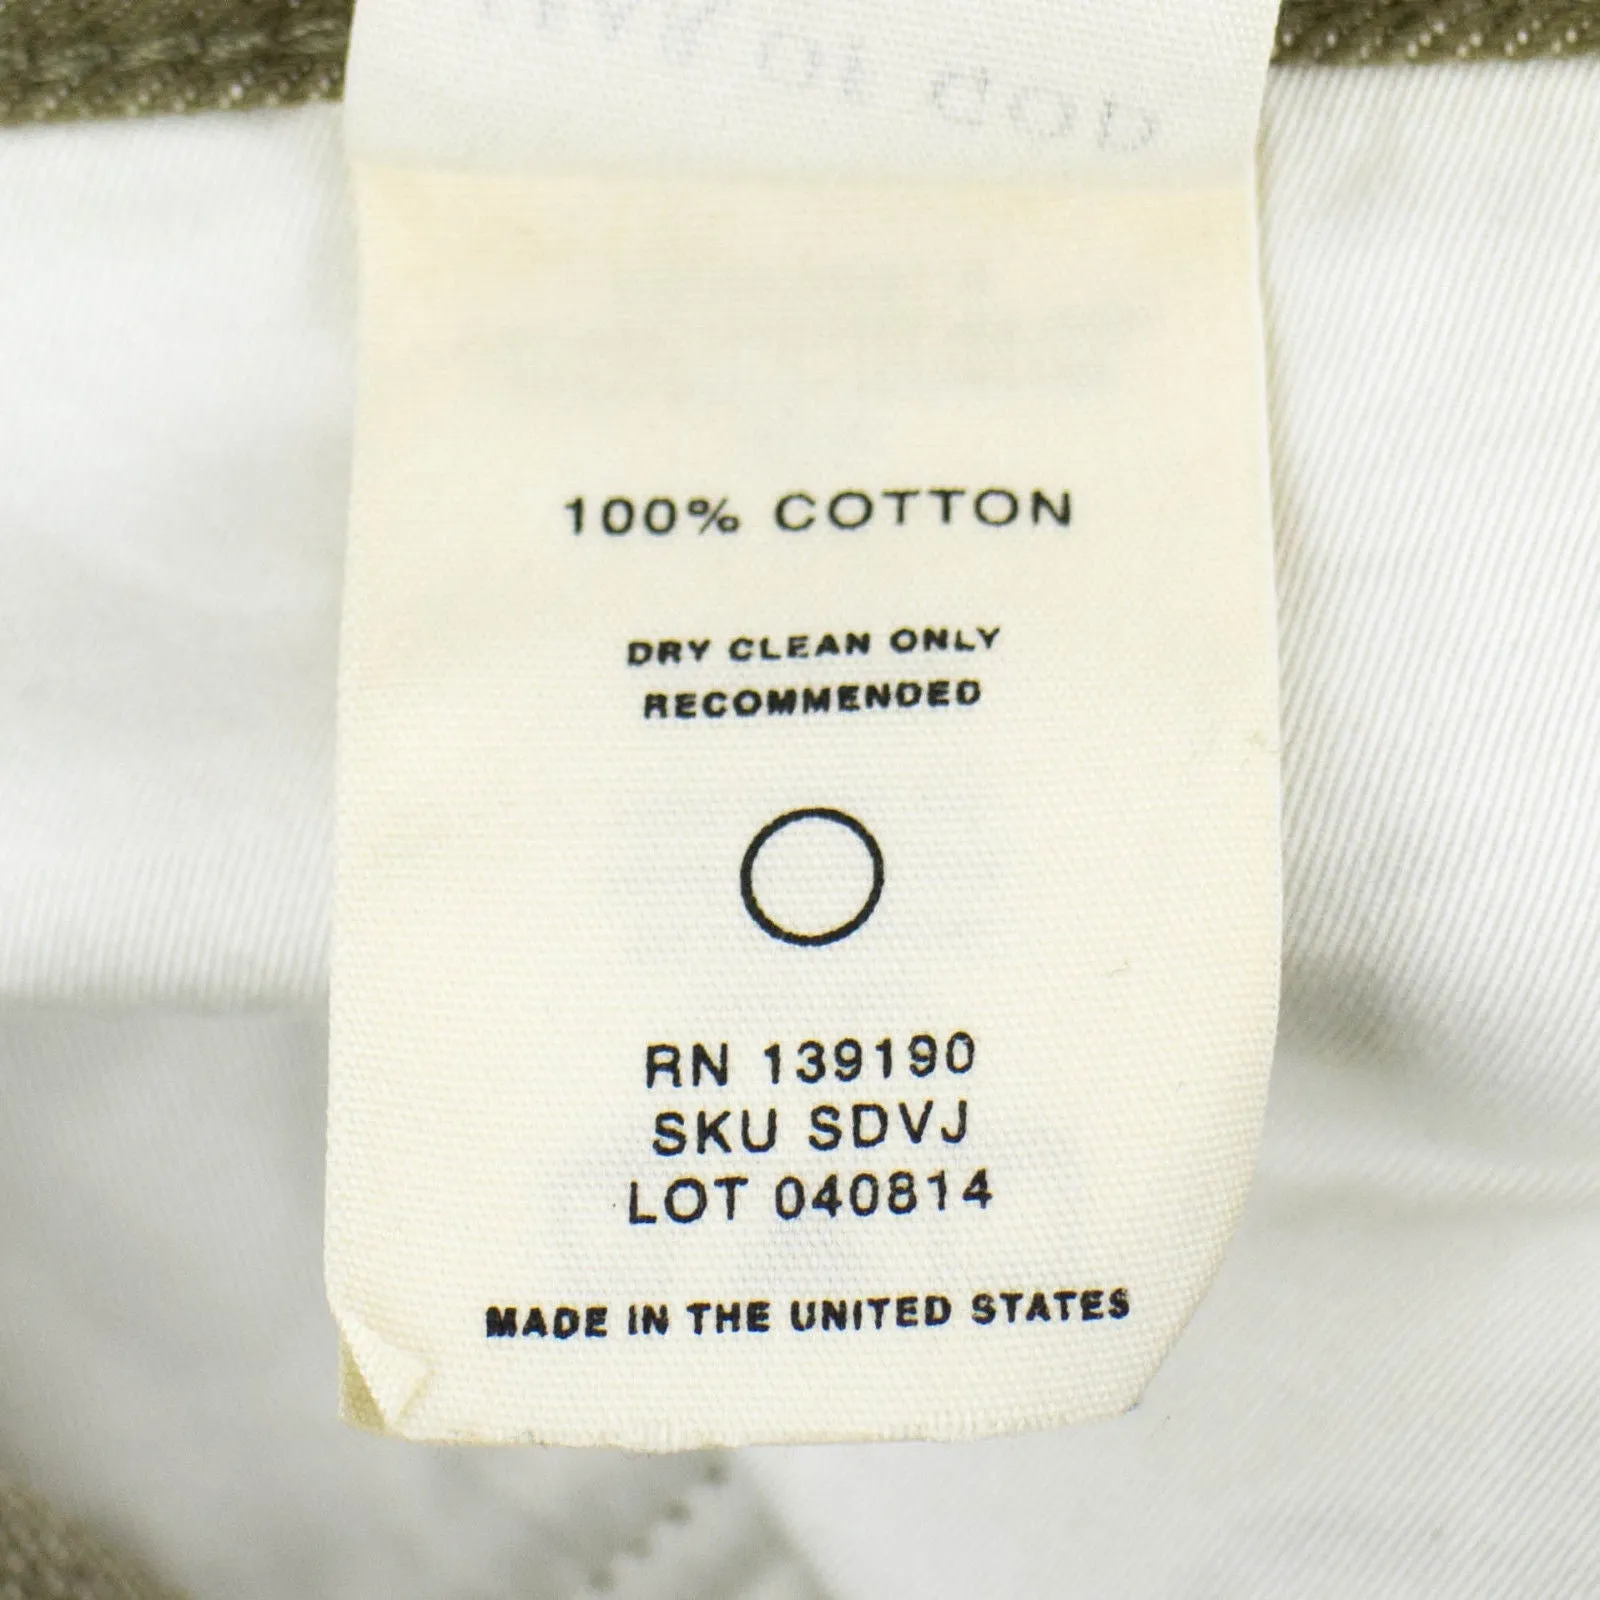 100% COTTON
DRY CLEAN ONLY
RECOMMENDED
RN 139190
SKU SDVJ
LOT 040814
MADE IN THE UNITED STATES